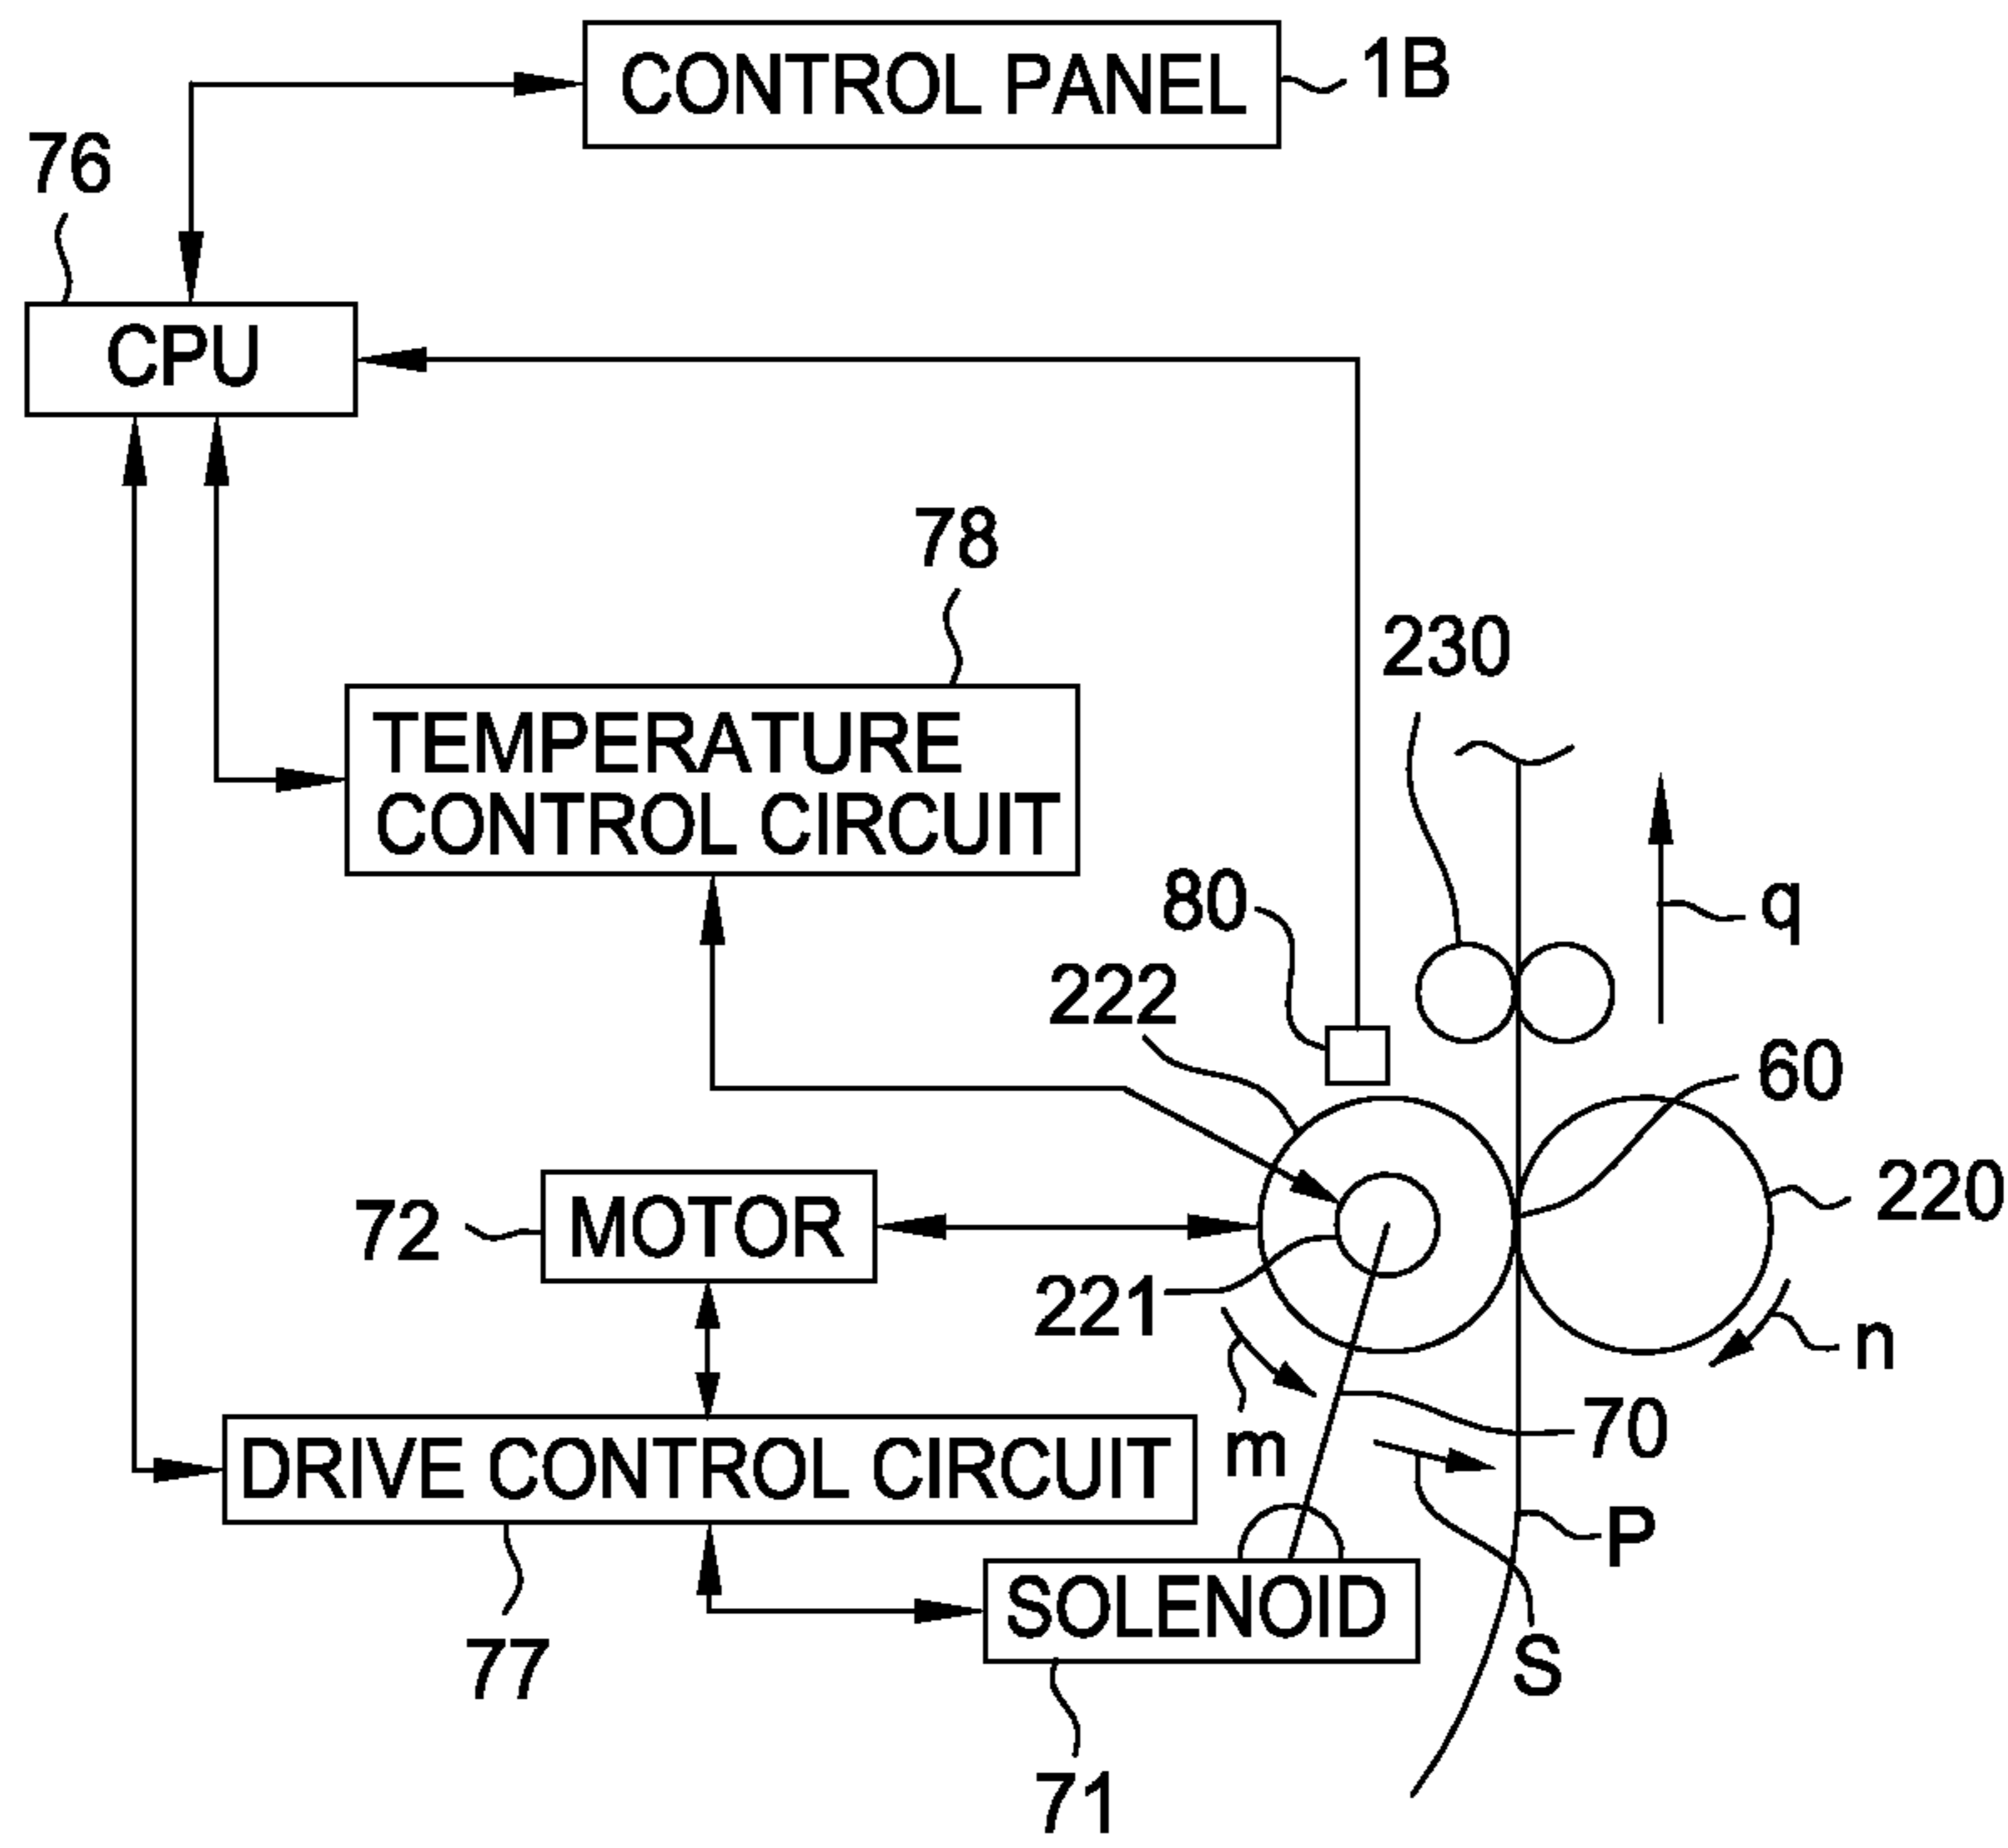 CONTROL PANEL
1B
76
CPU
78
230
TEMPERATURE
CONTROL CIRCUIT
80
q
222
60
72
MOTOR
220
221
n
m
70
DRIVE CONTROL CIRCUIT
P
SOLENOID
77
S
71